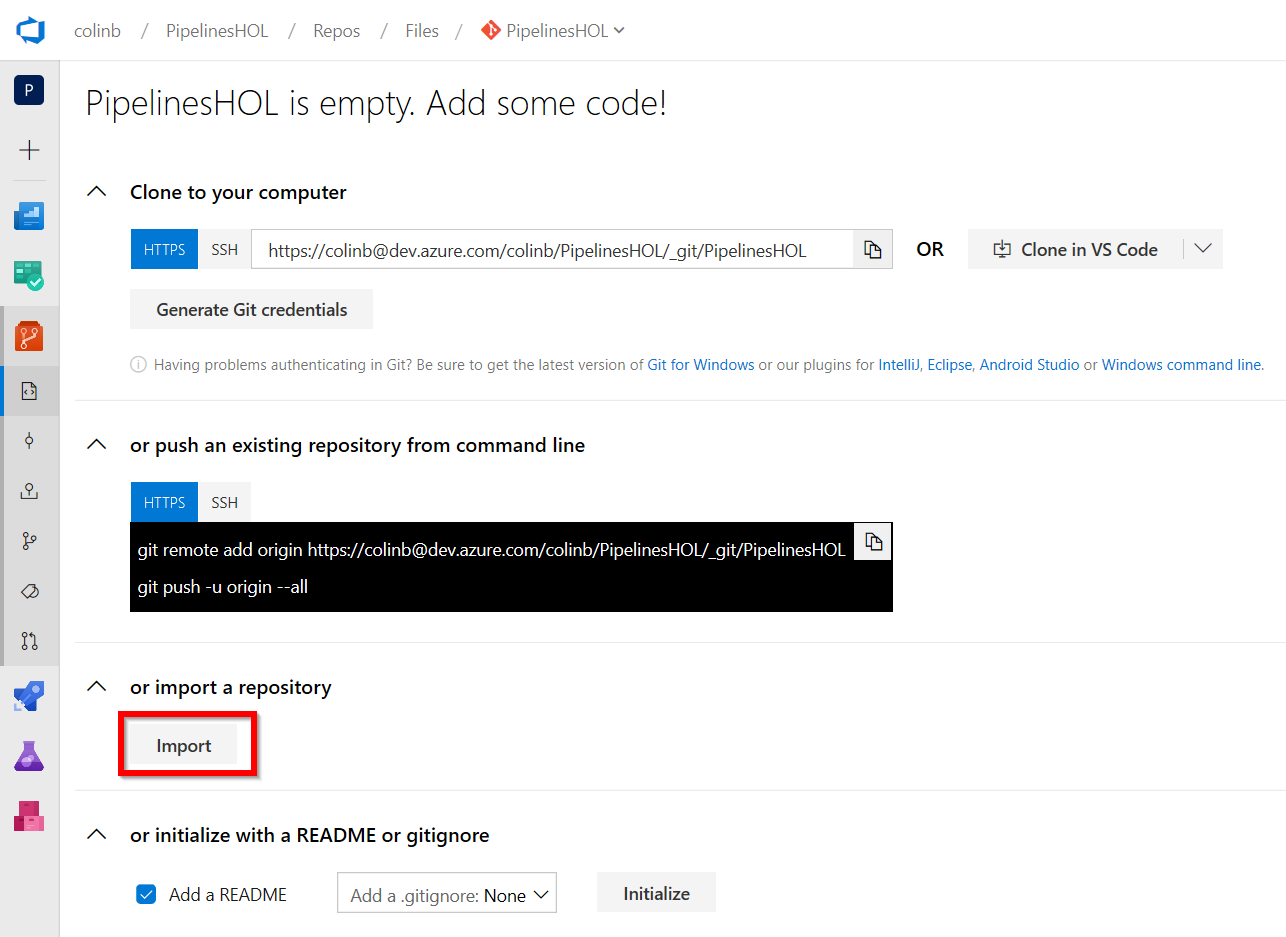 colinb / PipelinesHOL / Repos / Files / PipelinesHOL
P
PipelinesHOL is empty. Add some code!
Clone to your computer
HTTPS SSH https://colinb@dev.azure.com/colinb/PipelinesHOL/_git/PipelinesHOL OR Clone in VS Code
Generate Git credentials
Having problems authenticating in Git? Be sure to get the latest version of Git for Windows or our plugins for IntelliJ, Eclipse, Android Studio or Windows command line.
or push an existing repository from command line
HTTPS SSH
git remote add origin https://colinb@dev.azure.com/colinb/PipelinesHOL/_git/PipelinesHOL
git push -u origin --all
or import a repository
Import
or initialize with a README or gitignore
Add a README Add a .gitignore: None Initialize